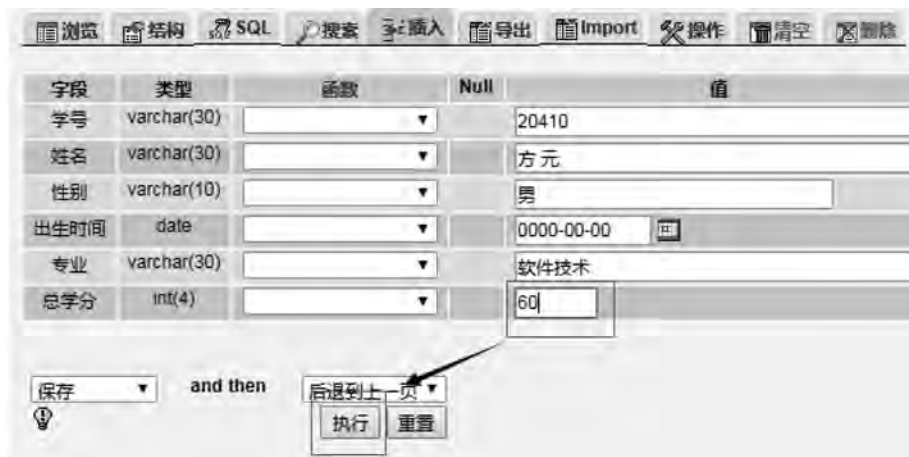 浏览 结构 SQL 搜索 插入 导出 Import 操作 清空 删除
字段 类型 函数 Null 值
学号 varchar(30) 20410
姓名 varchar(30) 方元
性别 varchar(10) 男
出生时间 date 0000-00-00
专业 varchar(30) 软件技术
总学分 int(4) 60
保存 and then 后退到上一页
执行 重置